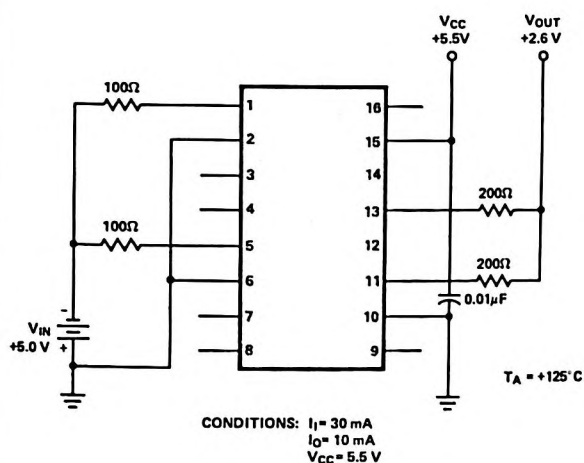 VCC
+5.5V
VOUT
+2.6 V
100Ω
1
16
2
15
3
14
4
13
200Ω
100Ω
5
12
6
11
200Ω
0.01μF
7
10
8
9
-
VIN
+5.0 V
+
TA = +125°C
CONDITIONS: II= 30 mA
IO= 10 mA
VCC= 5.5 V